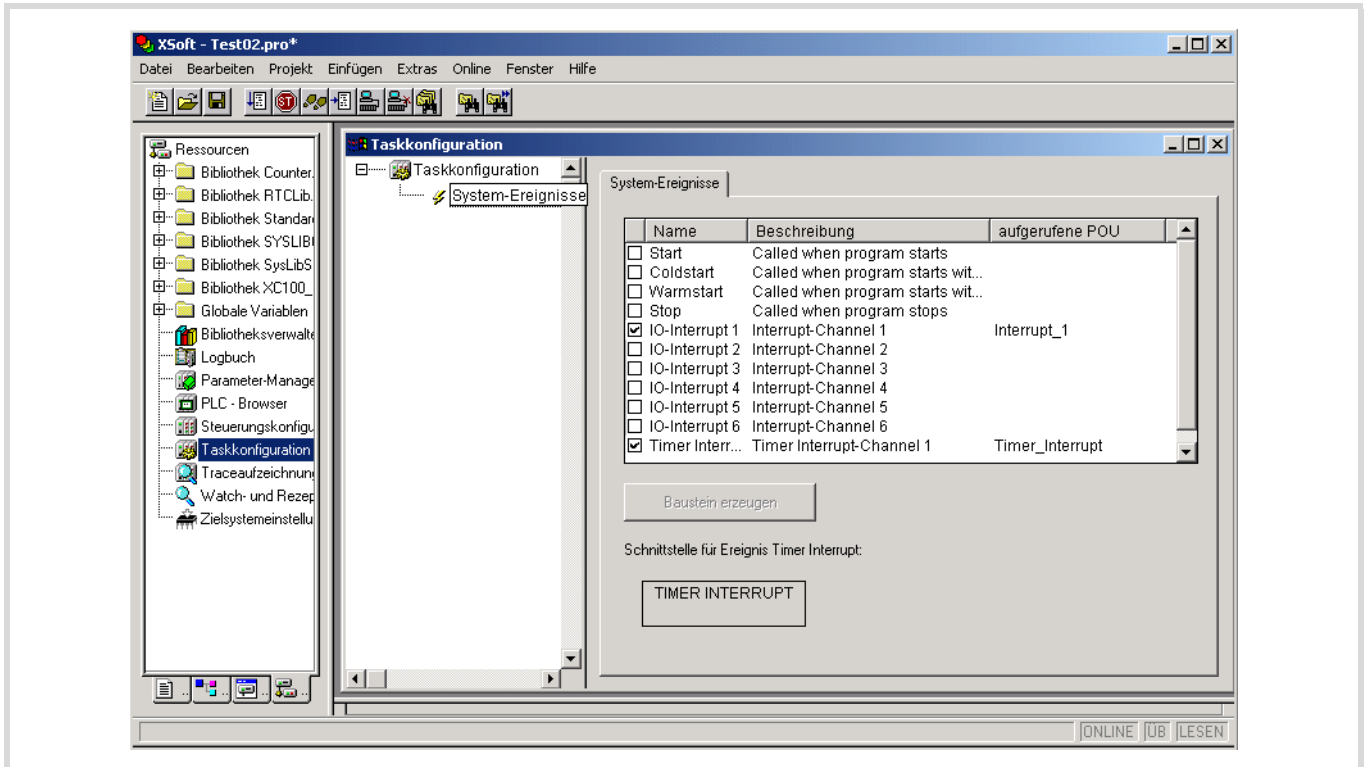 XSoft - Test02.pro*
Datei Bearbeiten Projekt Einfügen Extras Online Fenster Hilfe
ST
Ressourcen
Bibliothek Counter.
Bibliothek RTCLib.
Bibliothek Standar
Bibliothek SYSLIB
Bibliothek SysLibS
Bibliothek XC100_
Globale Variablen
Bibliotheksverwalte
Logbuch
Parameter-Manage
PLC - Browser
Steuerungskonfigu
Taskkonfiguration
Traceaufzeichnun
Watch- und Rezep
Zielsystemeinstellu
Taskkonfiguration
Taskkonfiguration
System-Ereignisse
System-Ereignisse
Name Beschreibung aufgerufene POU
Start Called when program starts
Coldstart Called when program starts wit...
Warmstart Called when program starts wit...
Stop Called when program stops
IO-Interrupt 1 Interrupt-Channel 1 Interrupt_1
IO-Interrupt 2 Interrupt-Channel 2
IO-Interrupt 3 Interrupt-Channel 3
IO-Interrupt 4 Interrupt-Channel 4
IO-Interrupt 5 Interrupt-Channel 5
IO-Interrupt 6 Interrupt-Channel 6
Timer Interr... Timer Interrupt-Channel 1 Timer_Interrupt
Baustein erzeugen
Schnittstelle für Ereignis Timer Interrupt:
TIMER INTERRUPT
ONLINE ÜB LESEN